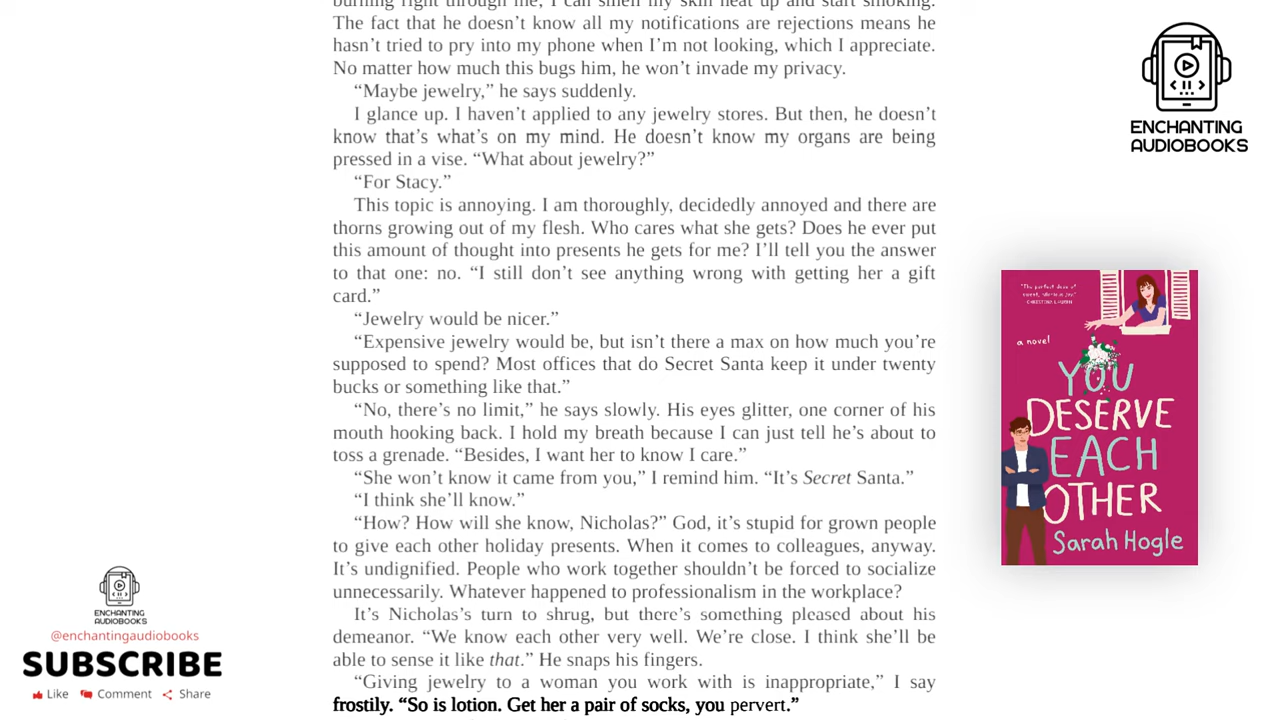 burning right through me, I can smell my skin heat up and start smoking.
The fact that he doesn’t know all my notifications are rejections means he
hasn’t tried to pry into my phone when I’m not looking, which I appreciate.
No matter how much this bugs him, he won’t invade my privacy.
“Maybe jewelry,” he says suddenly.
I glance up. I haven’t applied to any jewelry stores. But then, he doesn’t
know that’s what’s on my mind. He doesn’t know my organs are being
pressed in a vise. “What about jewelry?”
“For Stacy.”
This topic is annoying. I am thoroughly, decidedly annoyed and there are
thorns growing out of my flesh. Who cares what she gets? Does he ever put
this amount of thought into presents he gets for me? I’ll tell you the answer
to that one: no. “I still don’t see anything wrong with getting her a gift
card.”
“Jewelry would be nicer.”
“Expensive jewelry would be, but isn’t there a max on how much you’re
supposed to spend? Most offices that do Secret Santa keep it under twenty
bucks or something like that.”
“No, there’s no limit,” he says slowly. His eyes glitter, one corner of his
mouth hooking back. I hold my breath because I can just tell he’s about to
toss a grenade. “Besides, I want her to know I care.”
“She won’t know it came from you,” I remind him. “It’s Secret Santa.”
“I think she’ll know.”
“How? How will she know, Nicholas?” God, it’s stupid for grown people
to give each other holiday presents. When it comes to colleagues, anyway.
It’s undignified. People who work together shouldn’t be forced to socialize
unnecessarily. Whatever happened to professionalism in the workplace?
It’s Nicholas’s turn to shrug, but there’s something pleased about his
demeanor. “We know each other very well. We’re close. I think she’ll be
able to sense it like that.” He snaps his fingers.
“Giving jewelry to a woman you work with is inappropriate,” I say
frostily. “So is lotion. Get her a pair of socks, you pervert.”
ENCHANTING
AUDIOBOOKS
a novel
YOU
DESERVE
EACH
OTHER
Sarah Hogle
ENCHANTING
AUDIOBOOKS
@enchantingaudiobooks
SUBSCRIBE
Like Comment Share